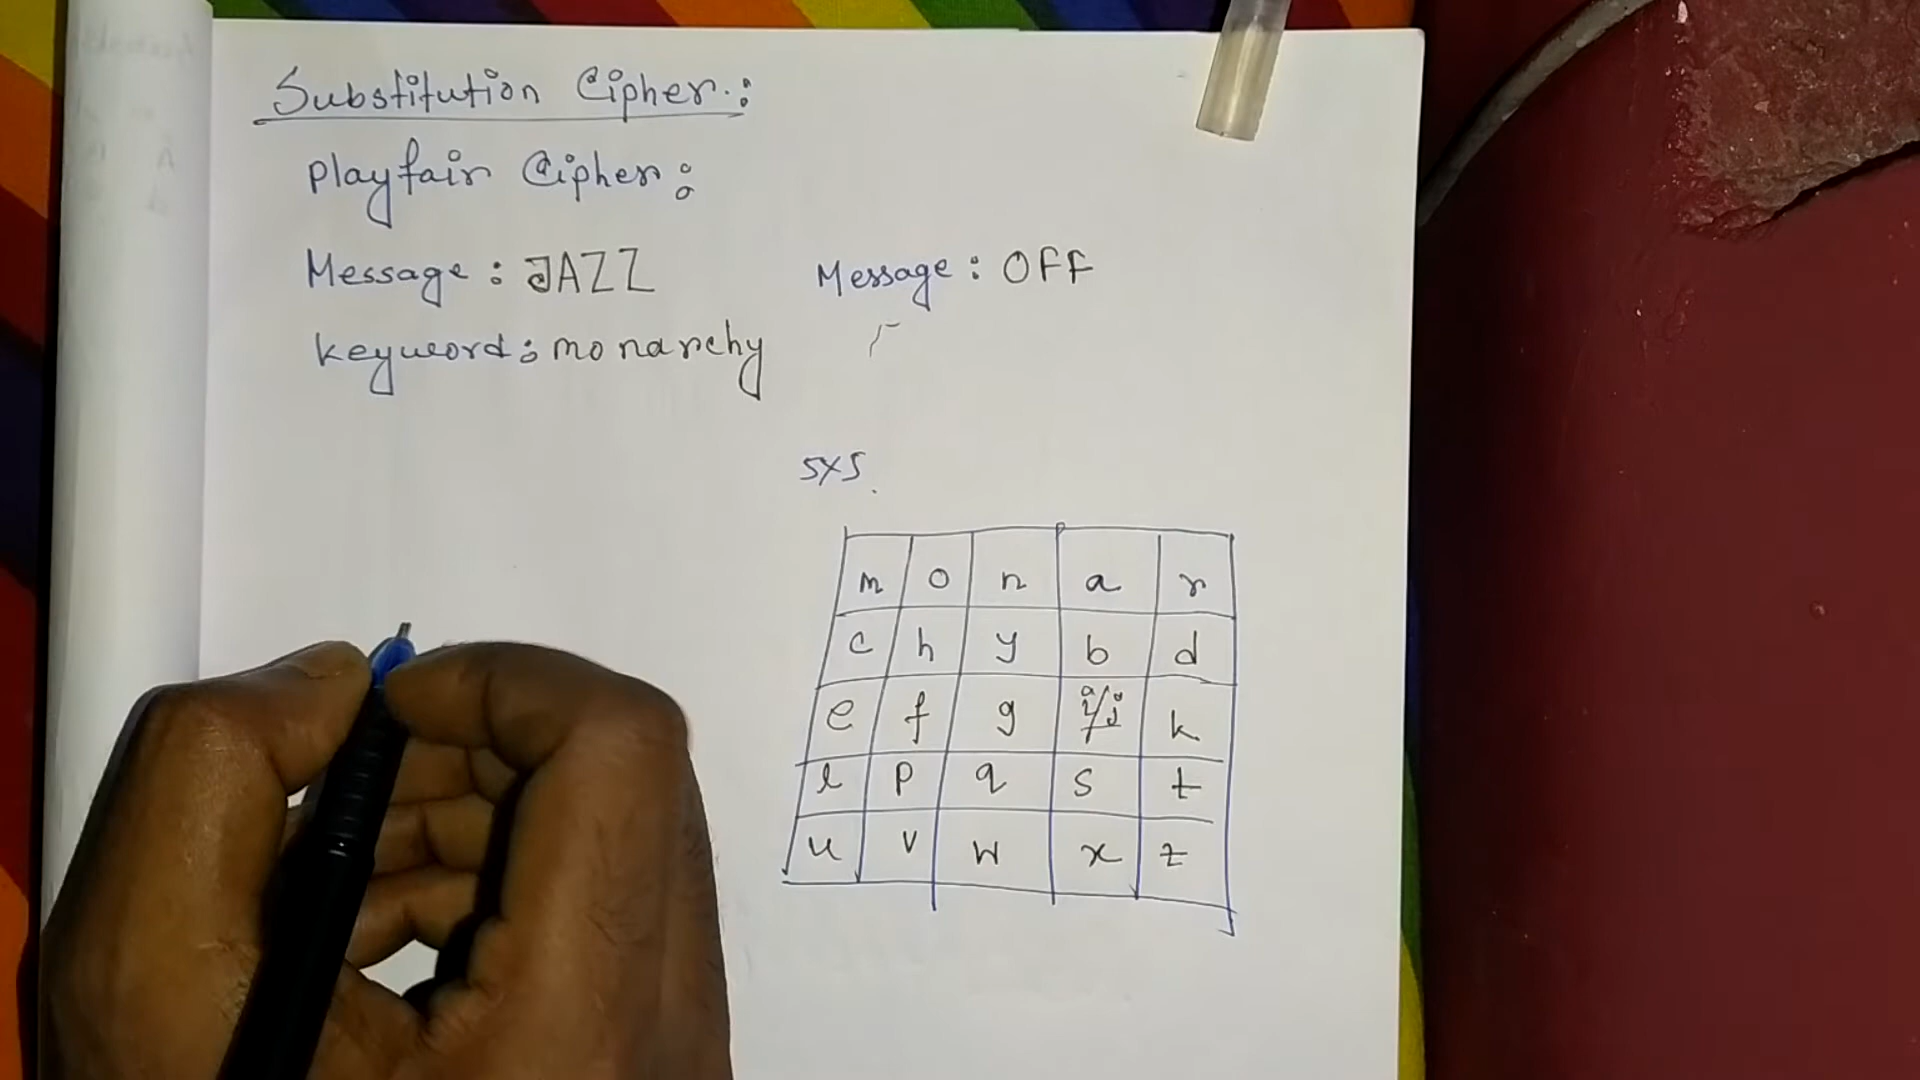 Substitution Cipher:
Playfair Cipher:
Message: JAZZ
Message: OFF
Keyword: monarchy
5x5
m o n a r
c h y b d
e f g i/j k
l p q s t
u v w x z